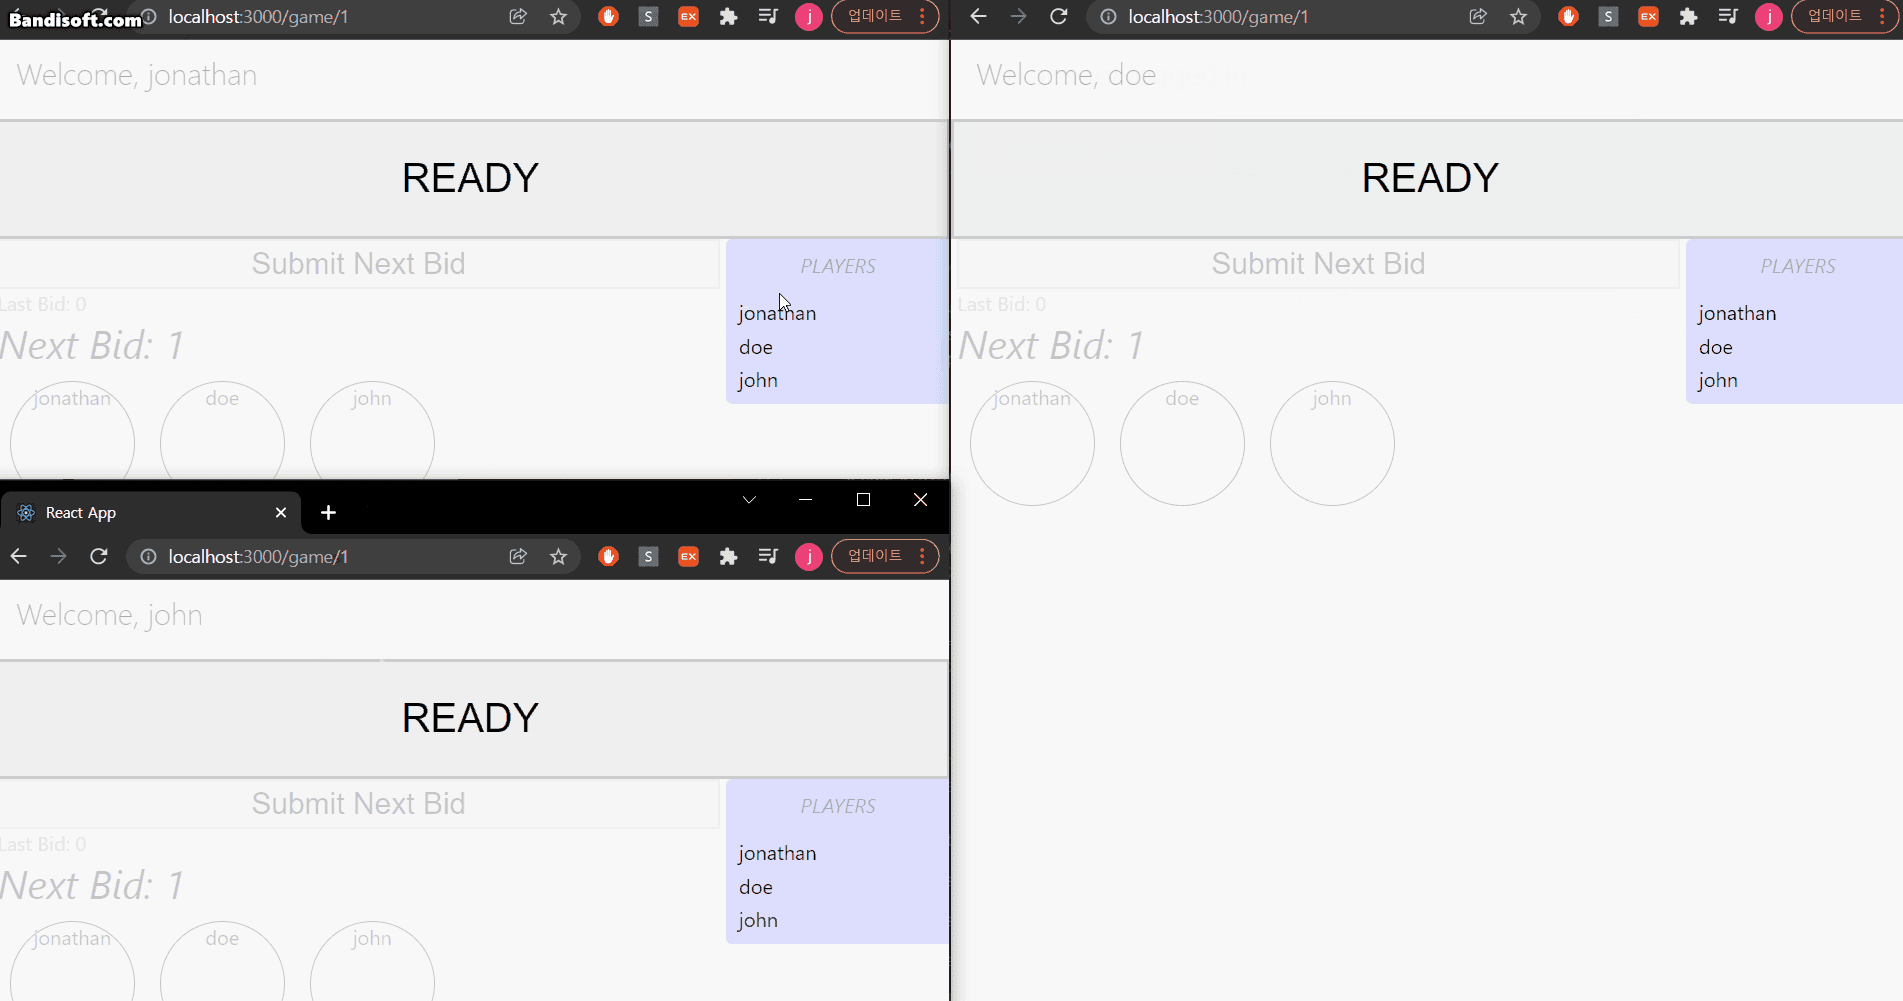 Bandisoft.com
localhost:3000/game/1
S
EX
j
업데이트
Welcome, jonathan
READY
Submit Next Bid
Last Bid: 0
Next Bid: 1
jonathan
doe
john
PLAYERS
jonathan
doe
john
localhost:3000/game/1
S
EX
j
업데이트
Welcome, doe
READY
Submit Next Bid
Last Bid: 0
Next Bid: 1
jonathan
doe
john
PLAYERS
jonathan
doe
john
React App
localhost:3000/game/1
S
EX
j
업데이트
Welcome, john
READY
Submit Next Bid
Last Bid: 0
Next Bid: 1
jonathan
doe
john
PLAYERS
jonathan
doe
john